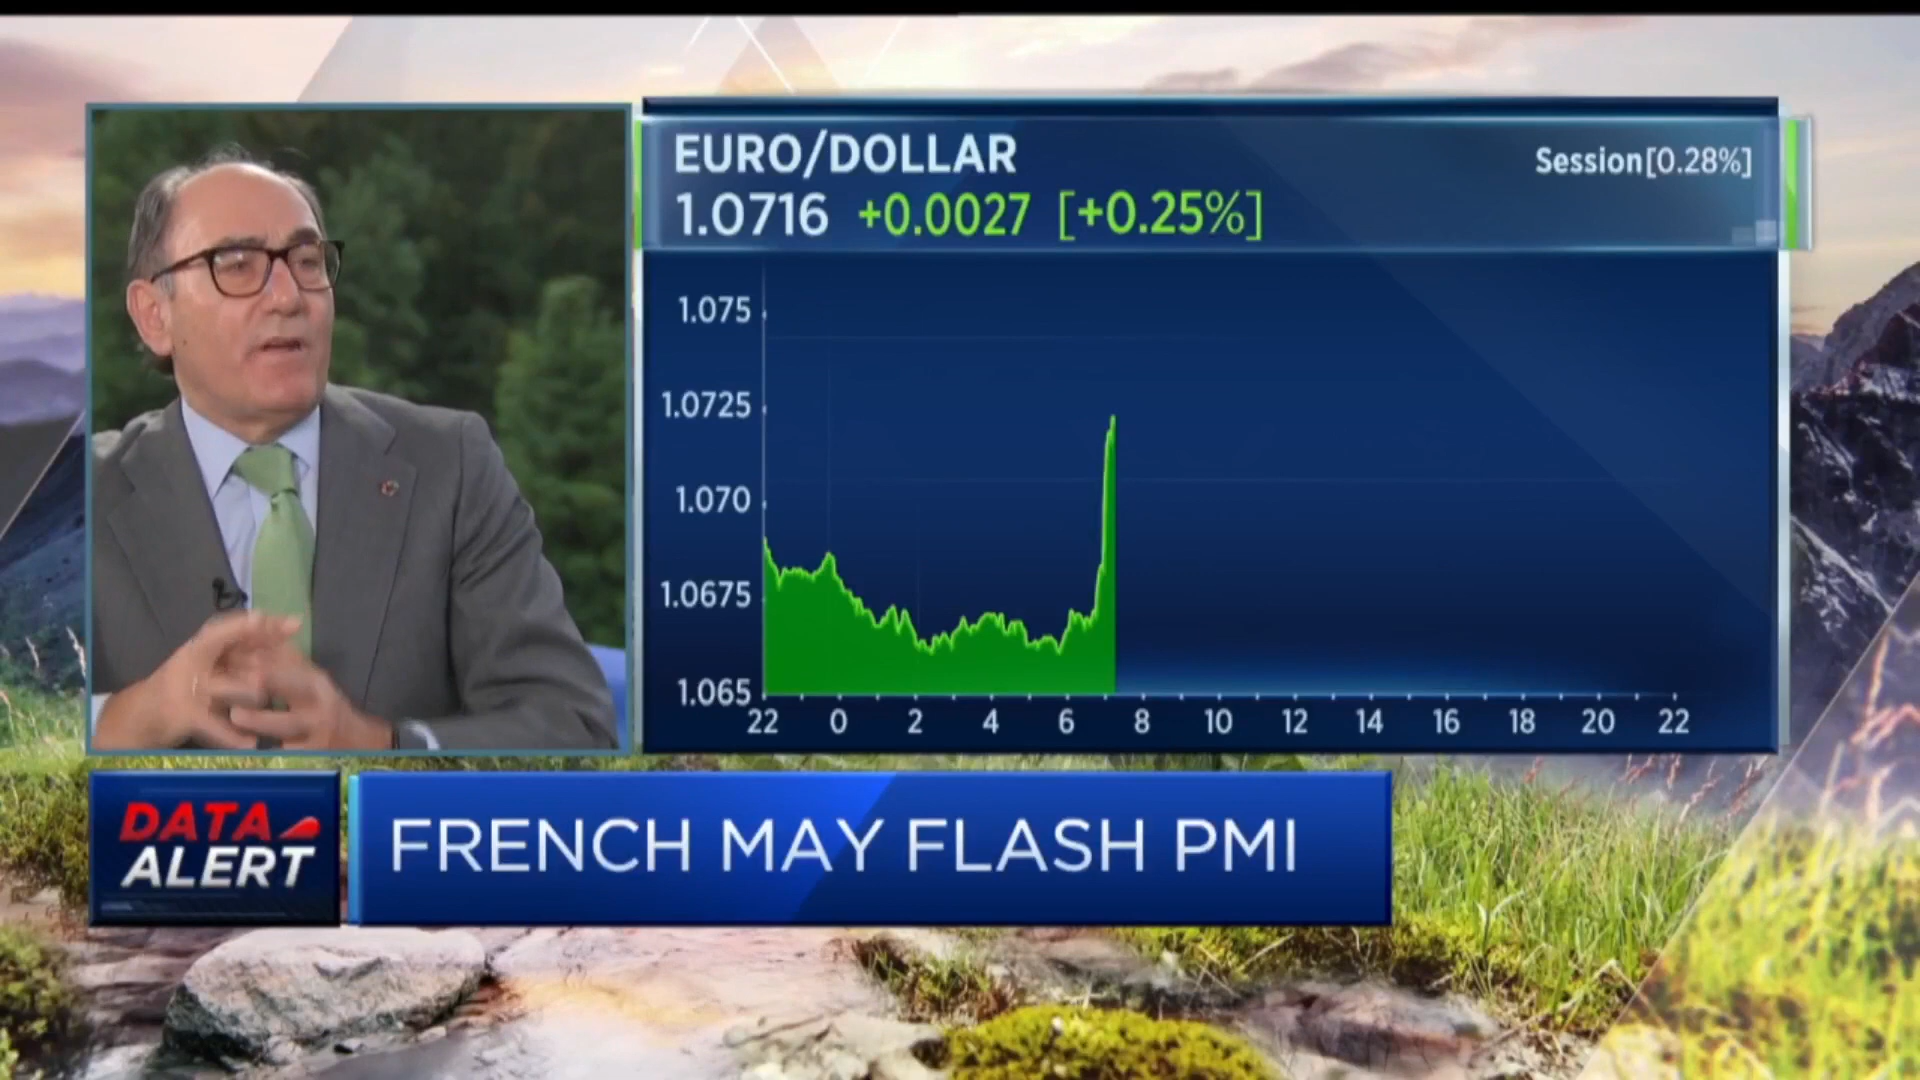 EURO/DOLLAR
Session[0.28%]
1.0716 +0.0027 [+0.25%]
1.075
1.0725
1.070
1.0675
1.065
22 0 2 4 6 8 10 12 14 16 18 20 22
DATA
ALERT
FRENCH MAY FLASH PMI